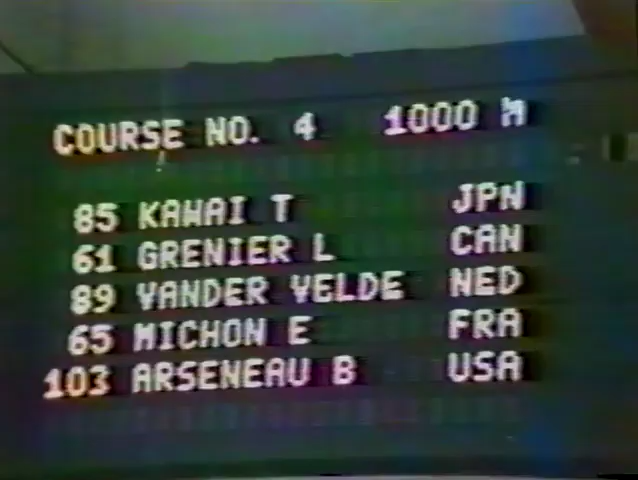 COURSE NO. 4 1000 M
85 KAWAI T JPN
61 GRENIER L CAN
89 VANDER VELDE NED
65 MICHON E FRA
103 ARSENEAU B USA